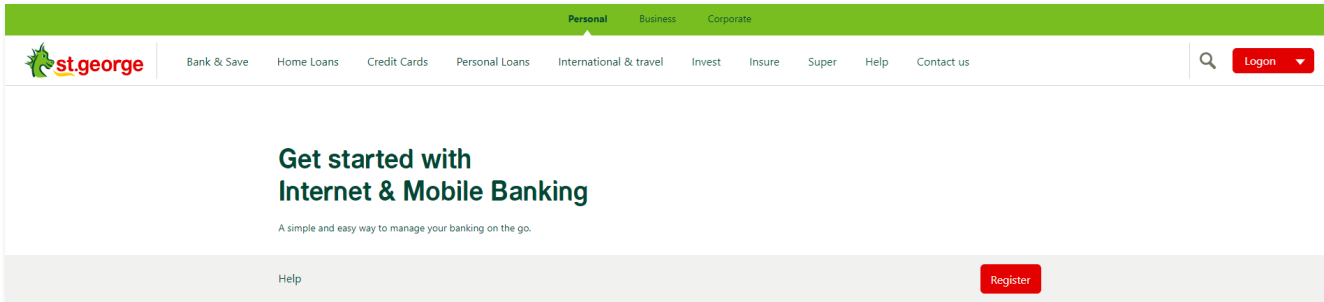 Personal Business Corporate
st.george Bank & Save Home Loans Credit Cards Personal Loans International & travel Invest Insure Super Help Contact us Logon
Get started with
Internet & Mobile Banking
A simple and easy way to manage your banking on the go.
Help Register